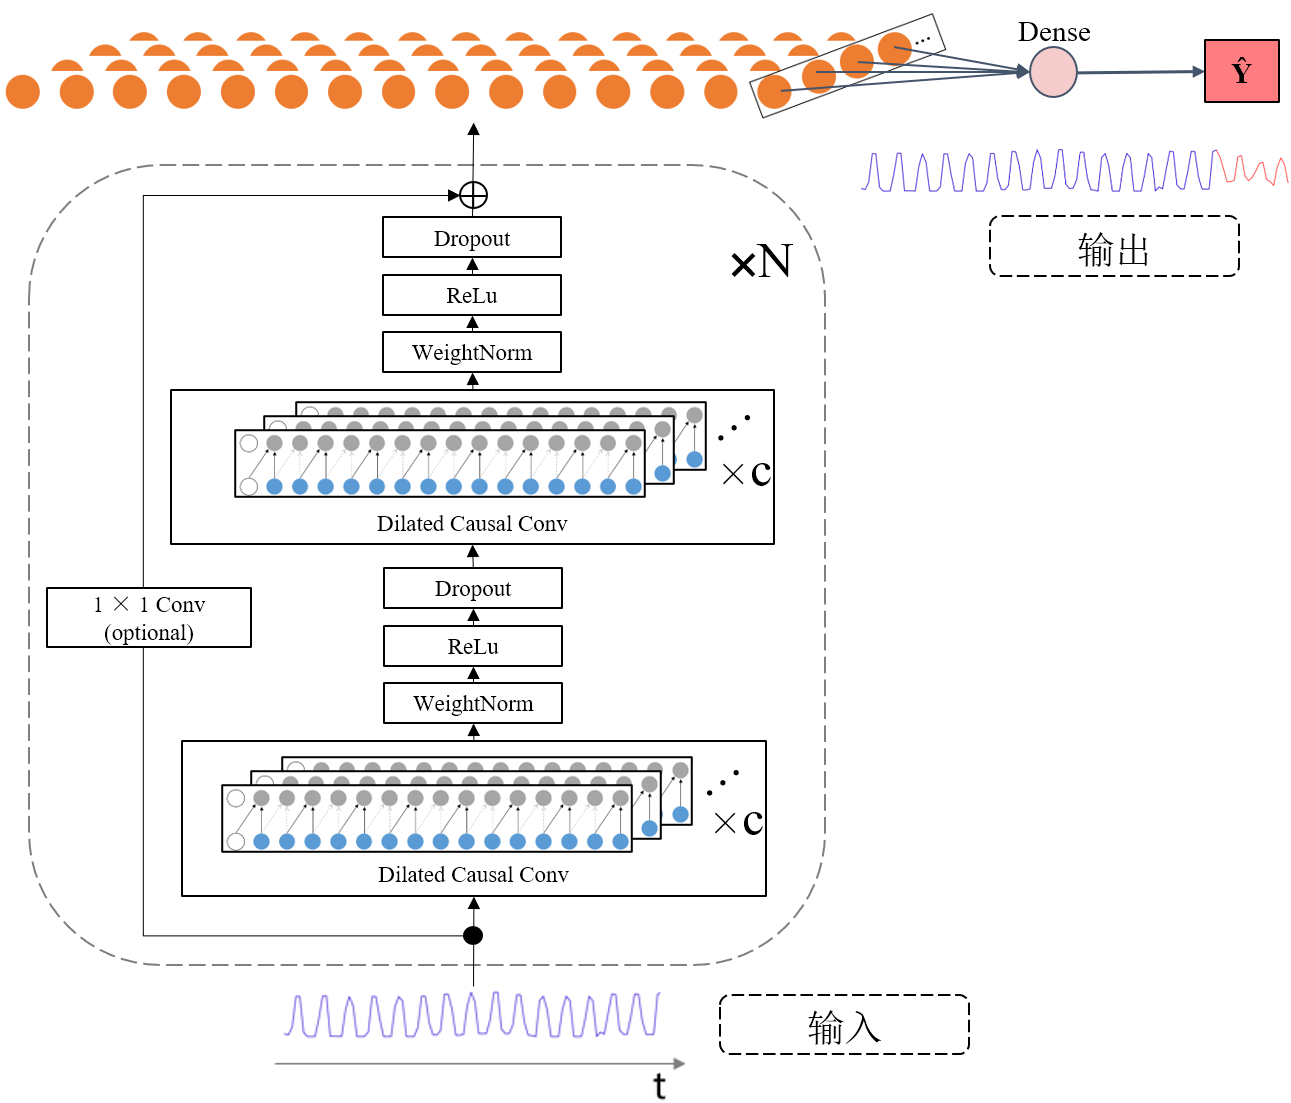 ...
Dense
Ŷ
输出
×N
Dropout
ReLu
WeightNorm
×c
Dilated Causal Conv
Dropout
1 × 1 Conv
(optional)
ReLu
WeightNorm
×c
Dilated Causal Conv
输入
t